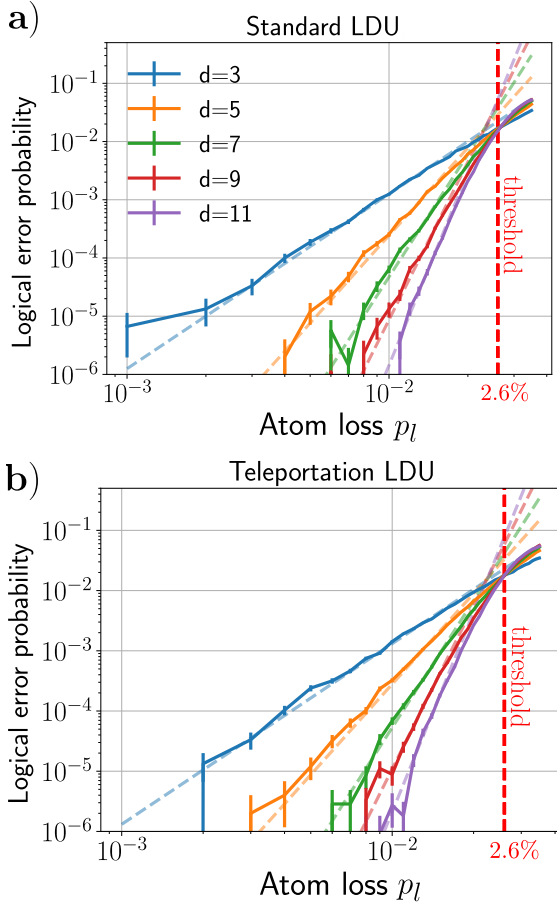 a)
Standard LDU
Logical error probability
10⁻¹
10⁻²
10⁻³
10⁻⁴
10⁻⁵
10⁻⁶
d=3
d=5
d=7
d=9
d=11
threshold
10⁻³
10⁻²
2.6%
Atom loss pₗ
b)
Teleportation LDU
Logical error probability
10⁻¹
10⁻²
10⁻³
10⁻⁴
10⁻⁵
10⁻⁶
threshold
10⁻³
10⁻²
2.6%
Atom loss pₗ